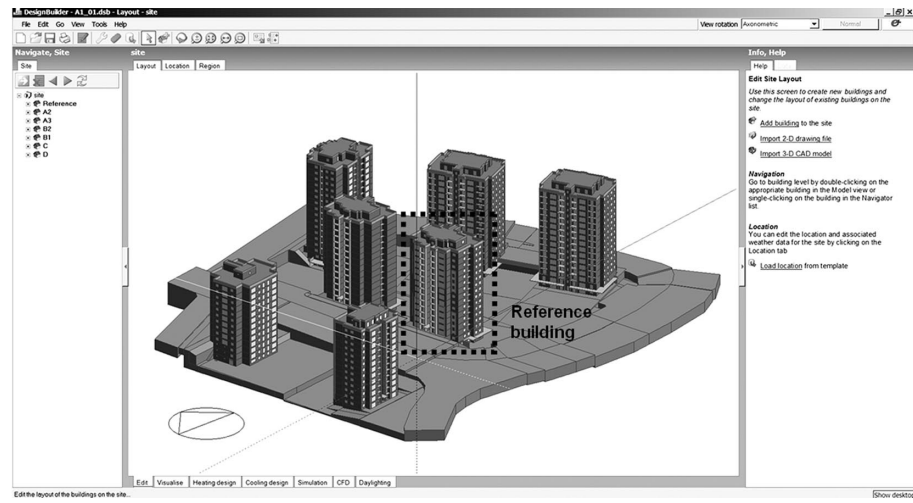 DesignBuilder - A1_01.dsb - Layout - site
File Edit Go View Tools Help
View rotation Axonometric Normal
Navigate, Site
site
Info, Help
Site
Layout Location Region
Help
site
Reference
A2
A3
B2
B1
C
D
Reference
building
Edit Site Layout
Use this screen to create new buildings and
change the layout of existing buildings on the
site.
Add building to the site
Import 2-D drawing file
Import 3-D CAD model
Navigation
Go to building level by double-clicking on the
appropriate building in the Model view or
single-clicking on the building in the Navigator
list.
Location
You can edit the location and associated
weather data for the site by clicking on the
Location tab
Load location from template
Edit Visualise Heating design Cooling design Simulation CFD Daylighting
Edit the layout of the buildings on the site...
Show desktop